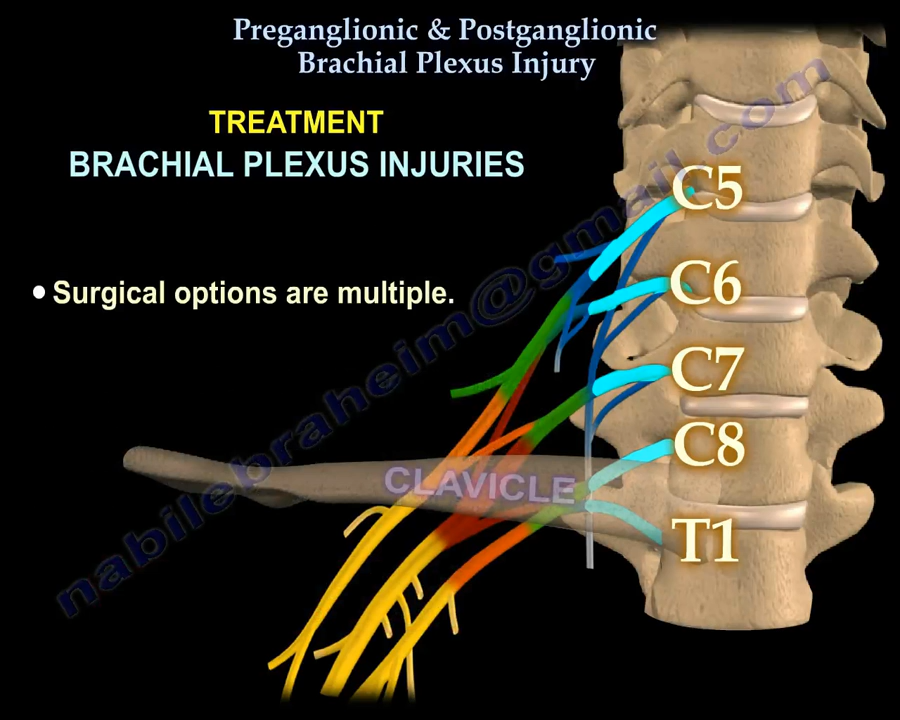 Preganglionic & Postganglionic
Brachial Plexus Injury
TREATMENT
BRACHIAL PLEXUS INJURIES
• Surgical options are multiple.
C5
C6
C7
C8
T1
CLAVICLE
nabilebraheim@gmail.com